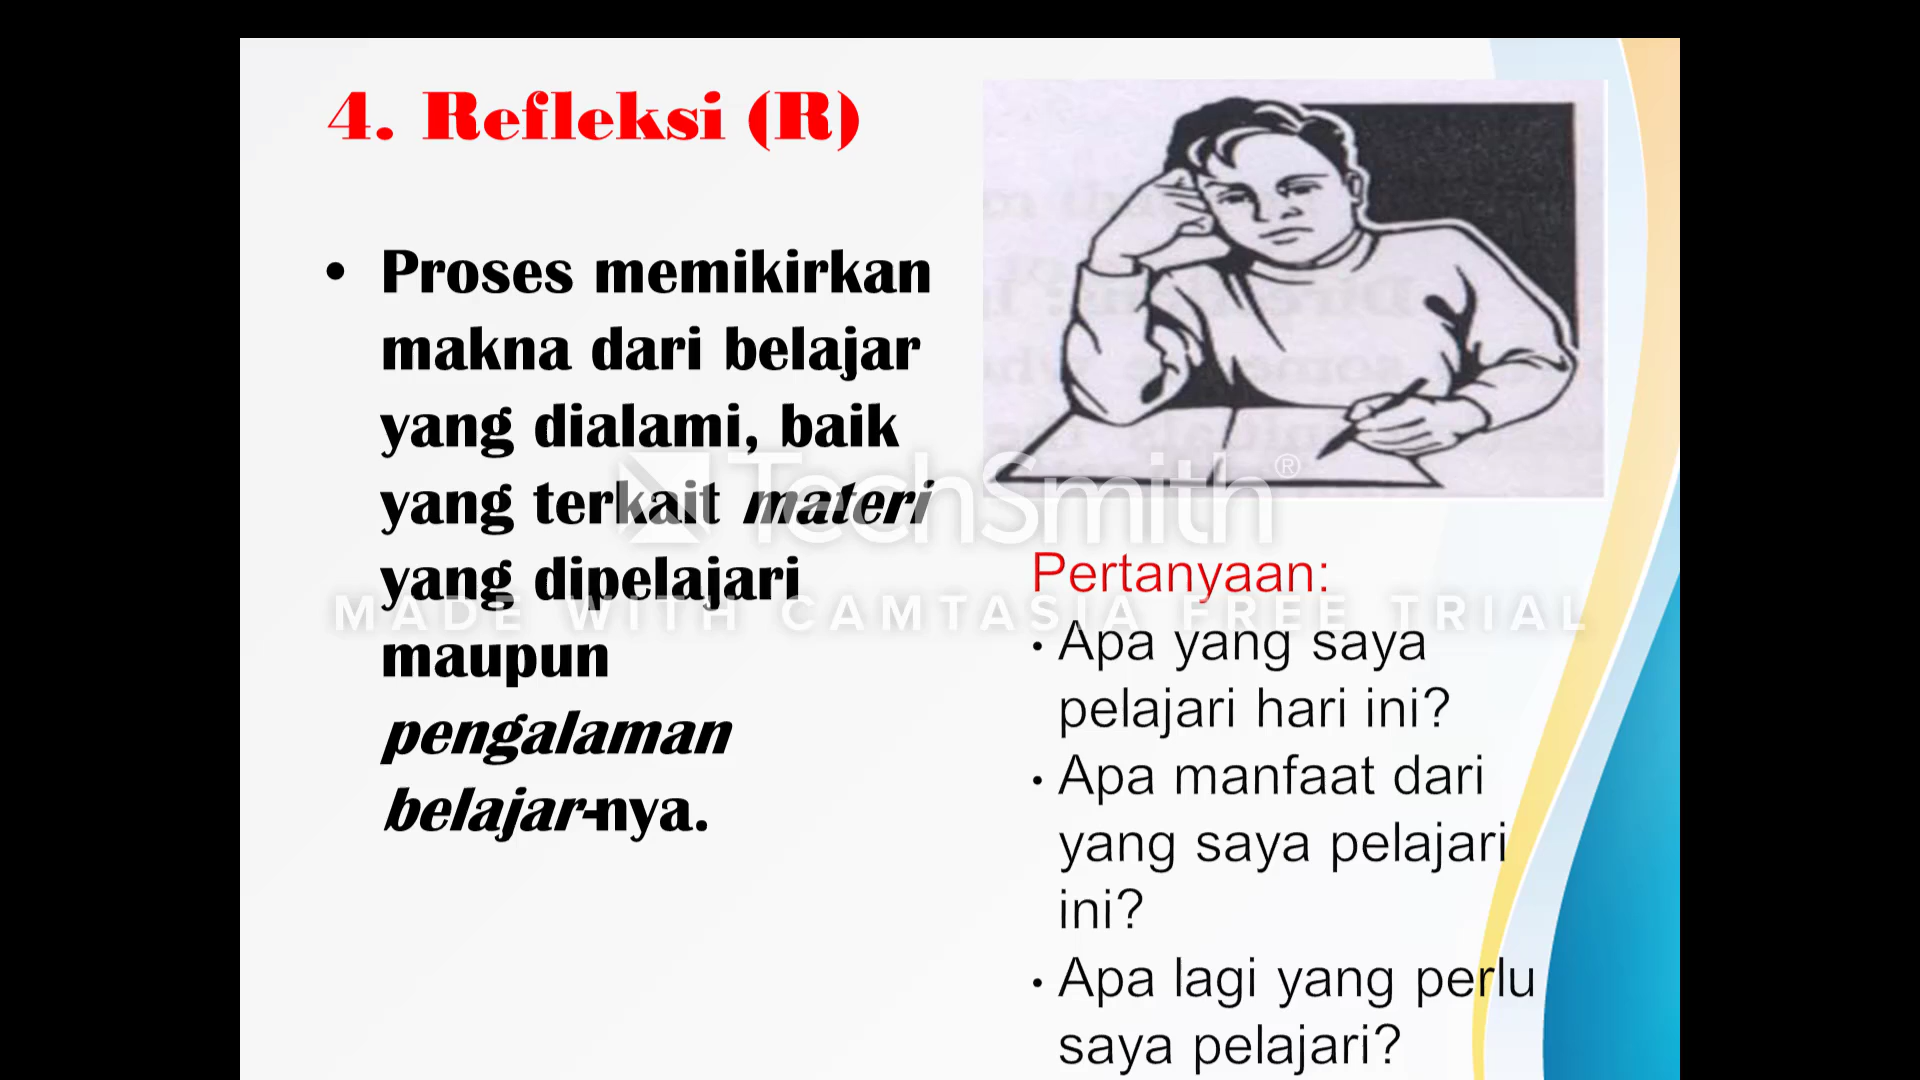 4. Refleksi (R)
• Proses memikirkan
makna dari belajar
yang dialami, baik
yang terkait materi
yang dipelajari
maupun
pengalaman
belajar-nya.
TechSmith®
MADE WITH CAMTASIA FREE TRIAL
Pertanyaan:
• Apa yang saya
pelajari hari ini?
• Apa manfaat dari
yang saya pelajari
ini?
• Apa lagi yang perlu
saya pelajari?